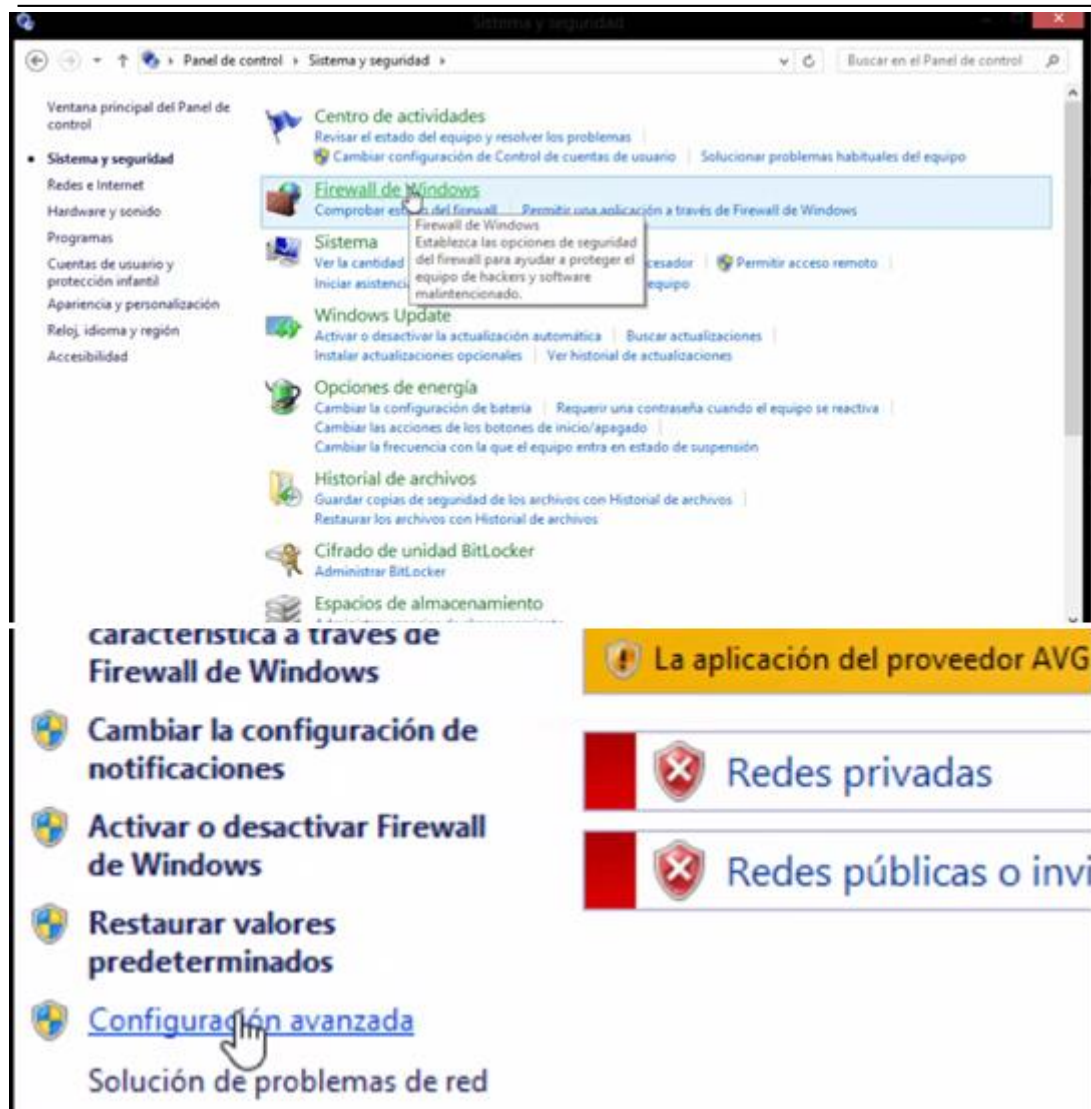 Sistema y seguridad
Panel de control Sistema y seguridad
Buscar en el Panel de control
Ventana principal del Panel de
control
Sistema y seguridad
Redes e Internet
Hardware y sonido
Programas
Cuentas de usuario y
protección infantil
Apariencia y personalización
Reloj, idioma y región
Accesibilidad
Centro de actividades
Revisar el estado del equipo y resolver los problemas
Cambiar configuración de Control de cuentas de usuario Solucionar problemas habituales del equipo
Firewall de Windows
Comprobar estado del firewall Permitir una aplicación a través de Firewall de Windows
Firewall de Windows
Establezca las opciones de seguridad
del firewall para ayudar a proteger el
equipo de hackers y software
malintencionado.
Sistema
Ver la cantidad Permitir acceso remoto
Iniciar equipo
Windows Update
Activar o desactivar la actualización automática Buscar actualizaciones
Instalar actualizaciones opcionales Ver historial de actualizaciones
Opciones de energía
Cambiar la configuración de batería Requerir una contraseña cuando el equipo se reactiva
Cambiar las acciones de los botones de inicio/apagado
Cambiar la frecuencia con la que el equipo entra en estado de suspensión
Historial de archivos
Guardar copias de seguridad de los archivos con Historial de archivos
Restaurar los archivos con Historial de archivos
Cifrado de unidad BitLocker
Administrar BitLocker
Espacios de almacenamiento
característica a través de
Firewall de Windows
Cambiar la configuración de
notificaciones
Activar o desactivar Firewall
de Windows
Restaurar valores
predeterminados
Configuración avanzada
Solución de problemas de red
La aplicación del proveedor AVG
Redes privadas
Redes públicas o invi